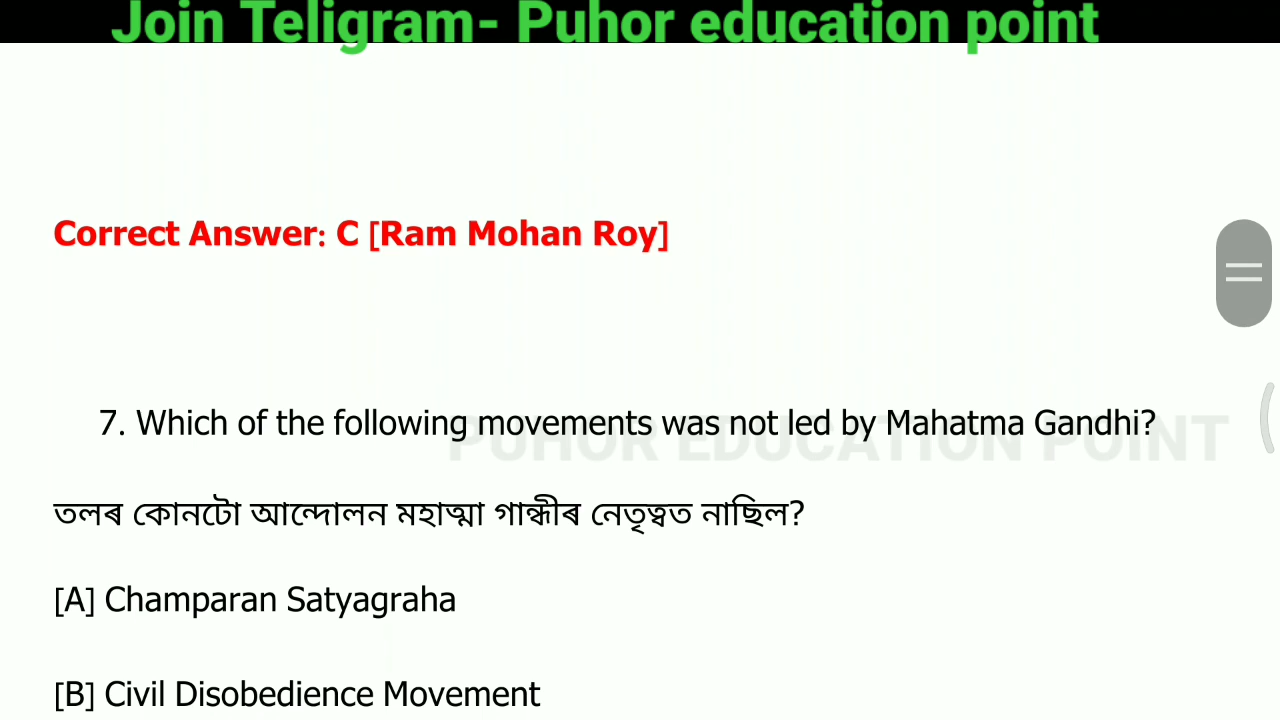 Join Teligram- Puhor education point
Correct Answer: C [Ram Mohan Roy]
7. Which of the following movements was not led by Mahatma Gandhi?
PUHOR EDUCATION POINT
তলৰ কোনটো আন্দোলন মহাত্মা গান্ধীৰ নেতৃত্বত নাছিল?
[A] Champaran Satyagraha
[B] Civil Disobedience Movement